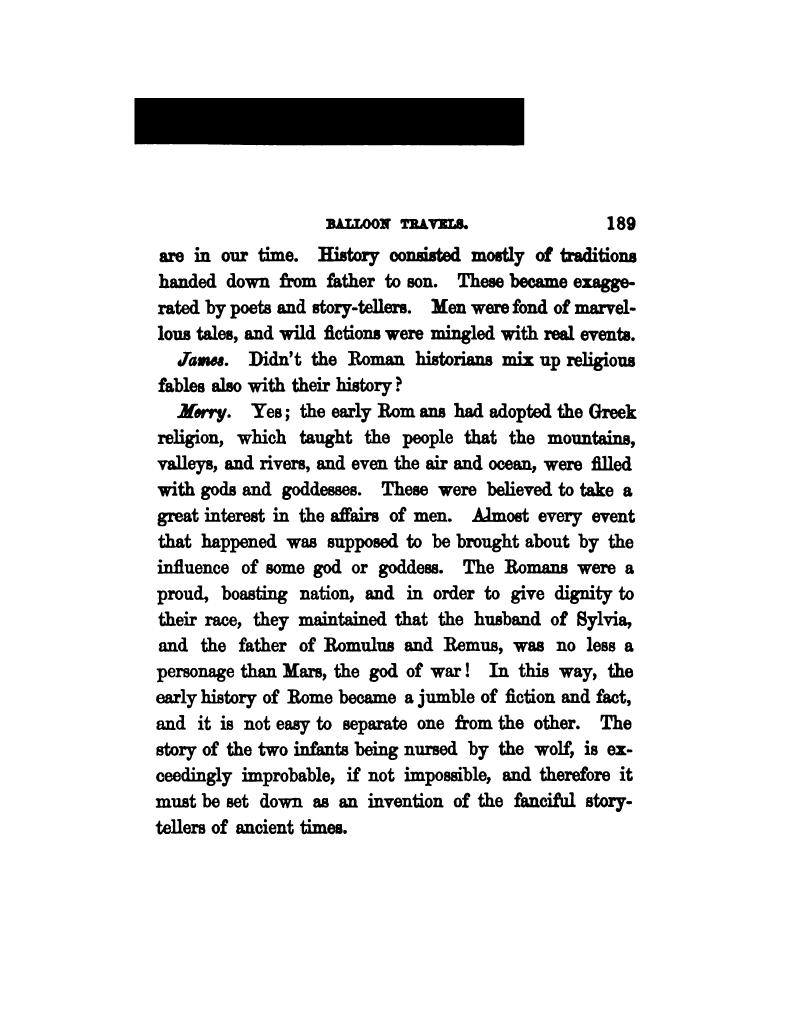 BALLOON TRAVELS. 189
are in our time. History consisted mostly of traditions
handed down from father to son. These became exagge-
rated by poets and story-tellers. Men were fond of marvel-
lous tales, and wild fictions were mingled with real events.
James. Didn't the Roman historians mix up religious
fables also with their history?
Merry. Yes; the early Rom ans had adopted the Greek
religion, which taught the people that the mountains,
valleys, and rivers, and even the air and ocean, were filled
with gods and goddesses. These were believed to take a
great interest in the affairs of men. Almost every event
that happened was supposed to be brought about by the
influence of some god or goddess. The Romans were a
proud, boasting nation, and in order to give dignity to
their race, they maintained that the husband of Sylvia,
and the father of Romulus and Remus, was no less a
personage than Mars, the god of war! In this way, the
early history of Rome became a jumble of fiction and fact,
and it is not easy to separate one from the other. The
story of the two infants being nursed by the wolf, is ex-
ceedingly improbable, if not impossible, and therefore it
must be set down as an invention of the fanciful story-
tellers of ancient times.